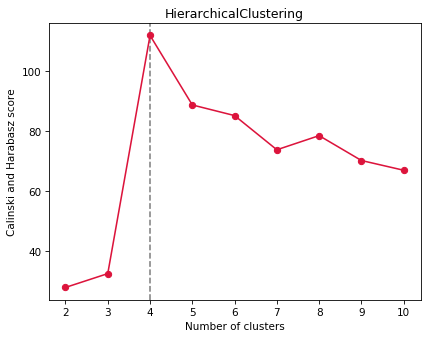 HierarchicalClustering
Calinski and Harabasz score
100
80
60
40
2 3 4 5 6 7 8 9 10
Number of clusters